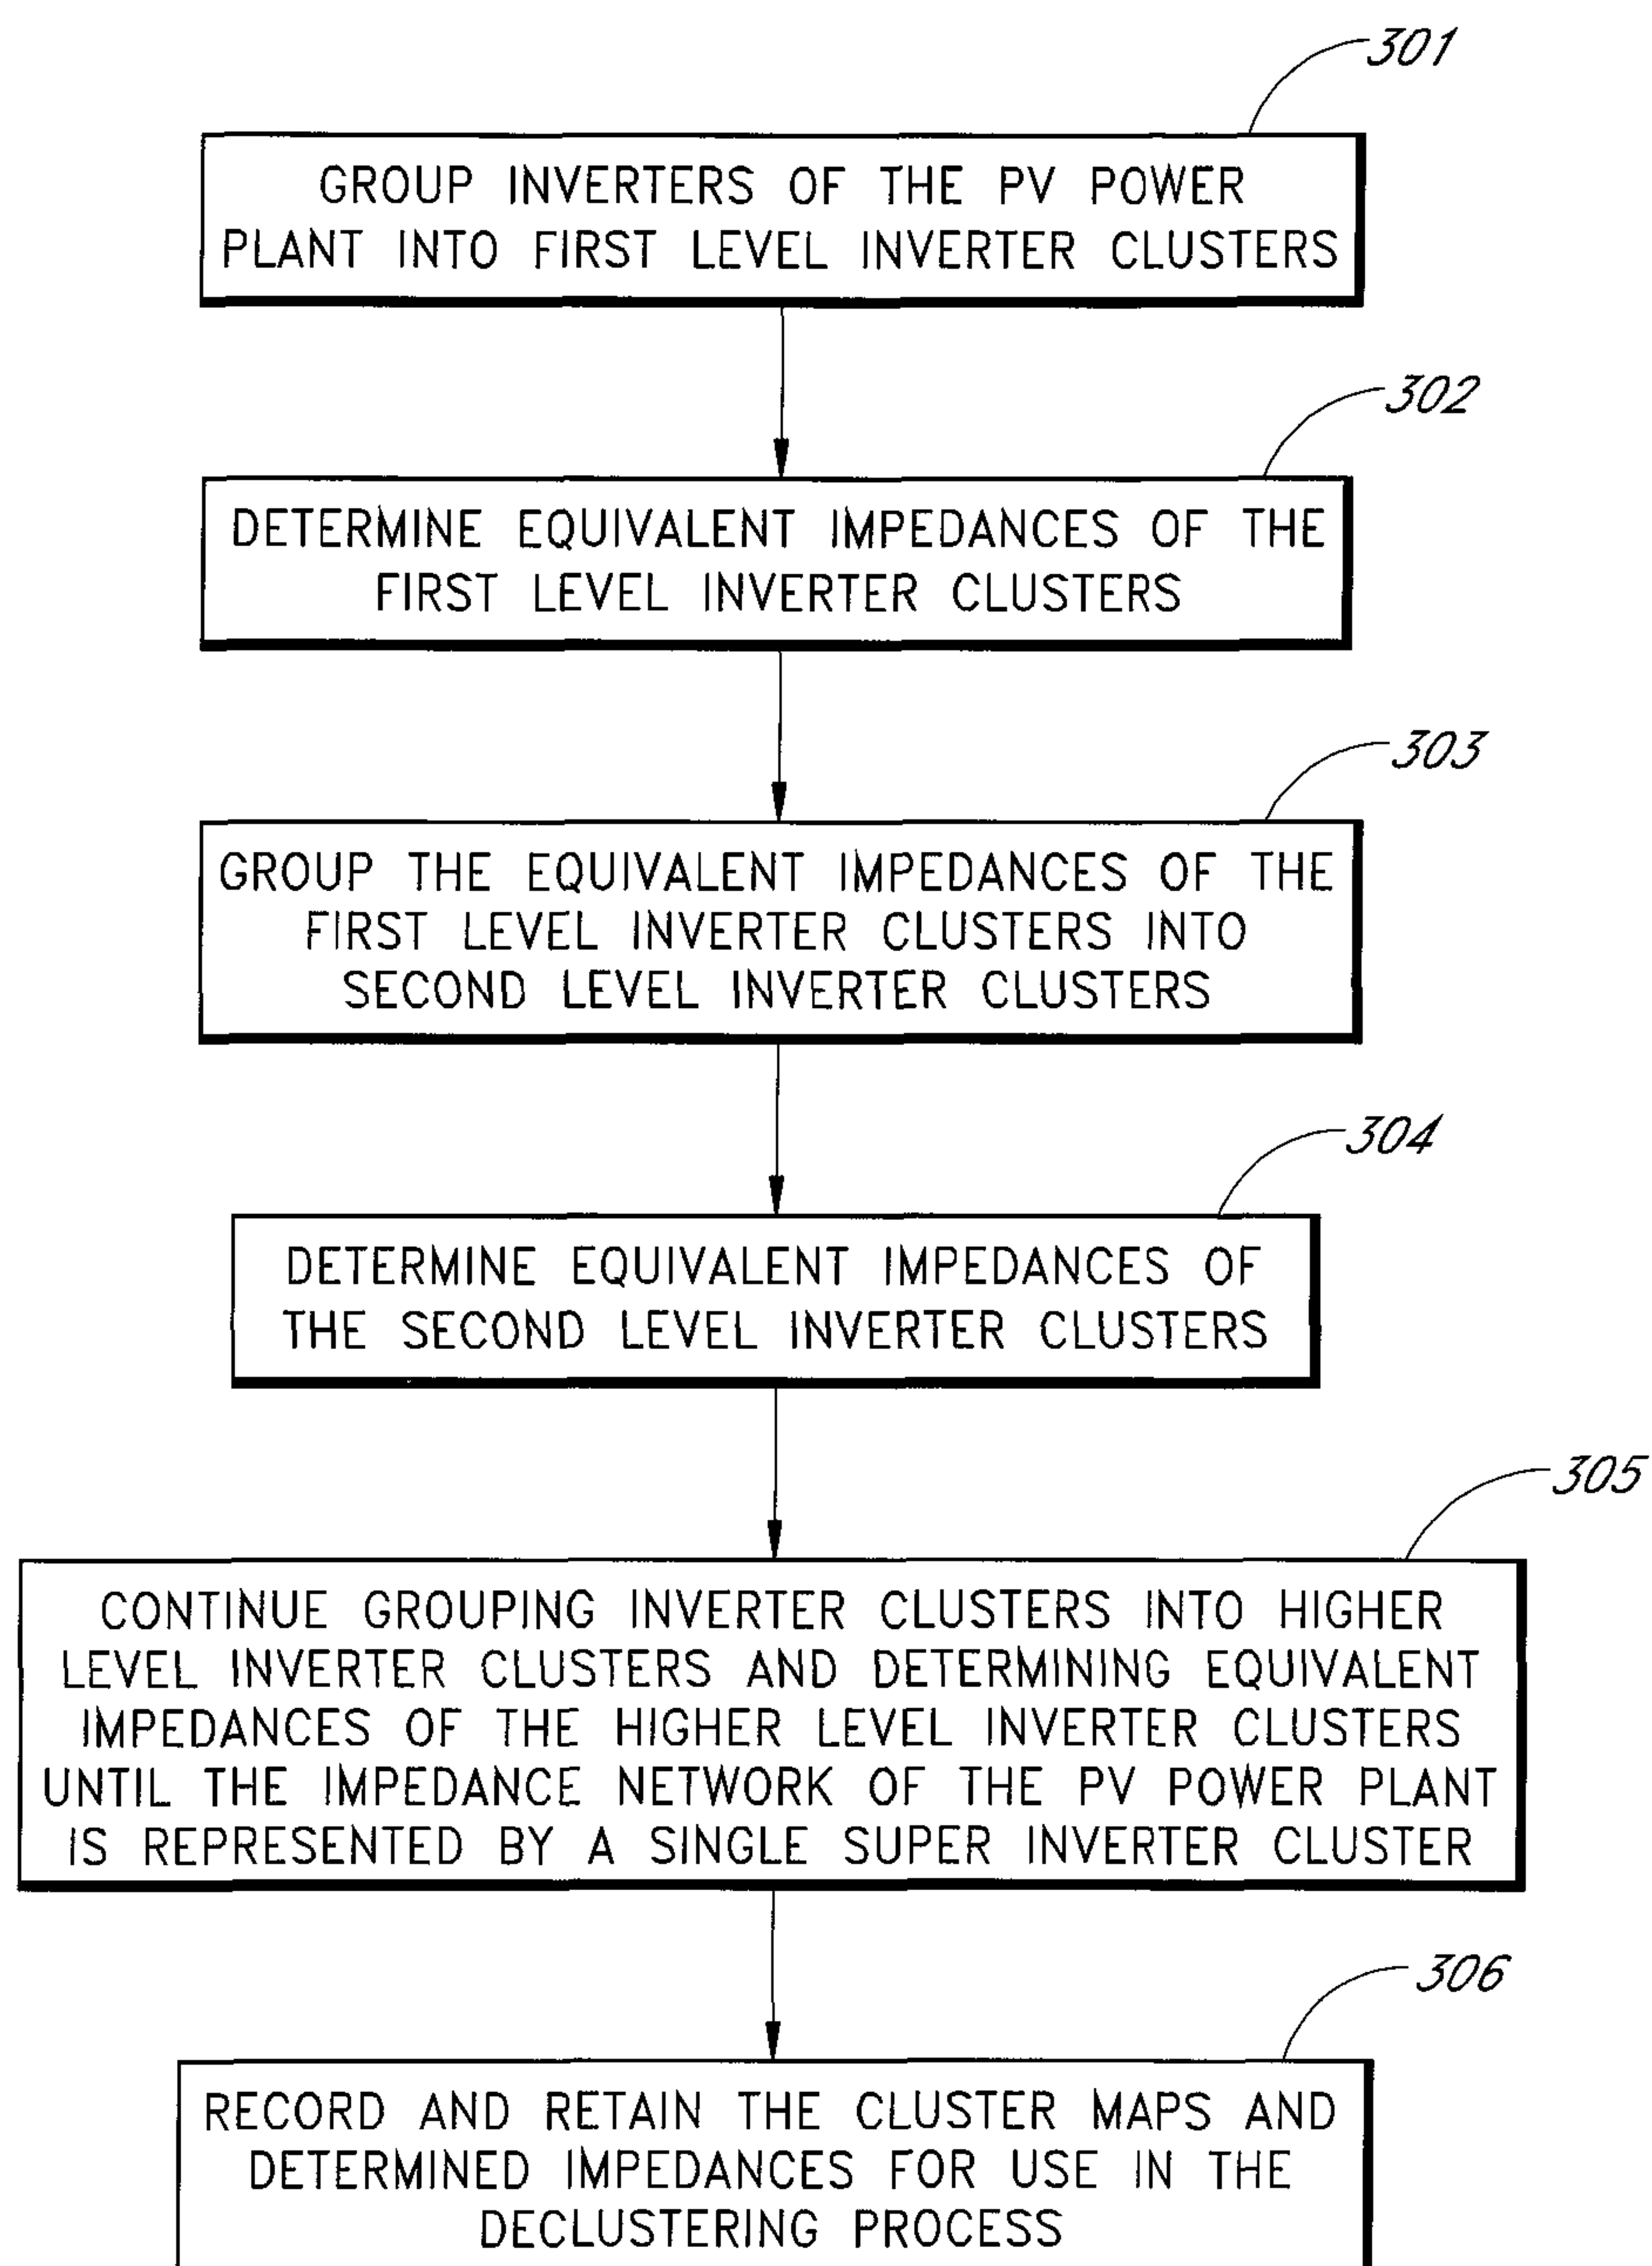 301
GROUP INVERTERS OF THE PV POWER
PLANT INTO FIRST LEVEL INVERTER CLUSTERS
302
DETERMINE EQUIVALENT IMPEDANCES OF THE
FIRST LEVEL INVERTER CLUSTERS
303
GROUP THE EQUIVALENT IMPEDANCES OF THE
FIRST LEVEL INVERTER CLUSTERS INTO
SECOND LEVEL INVERTER CLUSTERS
304
DETERMINE EQUIVALENT IMPEDANCES OF
THE SECOND LEVEL INVERTER CLUSTERS
305
CONTINUE GROUPING INVERTER CLUSTERS INTO HIGHER
LEVEL INVERTER CLUSTERS AND DETERMINING EQUIVALENT
IMPEDANCES OF THE HIGHER LEVEL INVERTER CLUSTERS
UNTIL THE IMPEDANCE NETWORK OF THE PV POWER PLANT
IS REPRESENTED BY A SINGLE SUPER INVERTER CLUSTER
306
RECORD AND RETAIN THE CLUSTER MAPS AND
DETERMINED IMPEDANCES FOR USE IN THE
DECLUSTERING PROCESS